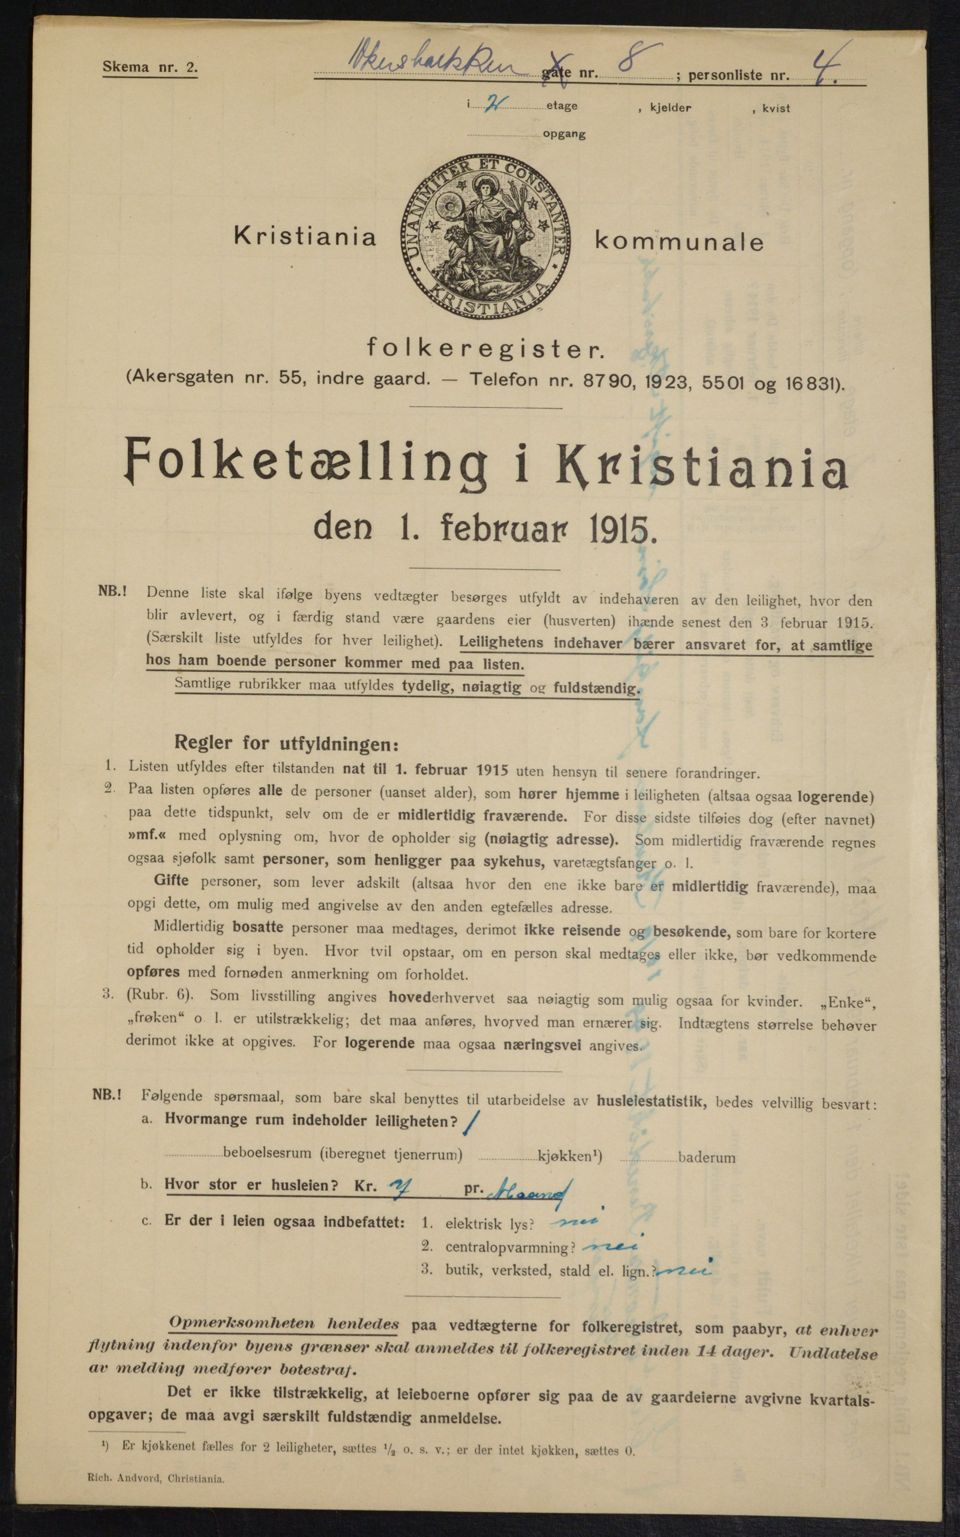 Skema nr. 2.
Akersbakken gate nr. 8 ; personliste nr. 4.
i 2 etage , kjelder , kvist
opgang
UNANIMITER ET CONSTANTER
KRISTIANIA
Kristiania kommunale
folkeregister.
(Akersgaten nr. 55, indre gaard. — Telefon nr. 8790, 1923, 5501 og 16831).
Folketælling i Kristiania
den 1. februar 1915.
NB.! Denne liste skal ifølge byens vedtægter besørges utfyldt av indehaveren av den leilighet, hvor den
blir avlevert, og i færdig stand være gaardens eier (husverten) ihænde senest den 3 februar 1915.
(Særskilt liste utfyldes for hver leilighet). Leilighetens indehaver bærer ansvaret for, at samtlige
hos ham boende personer kommer med paa listen.
Samtlige rubrikker maa utfyldes tydelig, nøiagtig og fuldstændig.
Regler for utfyldningen:
1. Listen utfyldes efter tilstanden nat til 1. februar 1915 uten hensyn til senere forandringer.
2. Paa listen opføres alle de personer (uanset alder), som hører hjemme i leiligheten (altsaa ogsaa logerende)
paa dette tidspunkt, selv om de er midlertidig fraværende. For disse sidste tilføies dog (efter navnet)
»mf.« med oplysning om, hvor de opholder sig (nøiagtig adresse). Som midlertidig fraværende regnes
ogsaa sjøfolk samt personer, som henligger paa sykehus, varetægtsfanger o. l.
Gifte personer, som lever adskilt (altsaa hvor den ene ikke bare er midlertidig fraværende), maa
opgi dette, om mulig med angivelse av den anden egtefælles adresse.
Midlertidig bosatte personer maa medtages, derimot ikke reisende og besøkende, som bare for kortere
tid opholder sig i byen. Hvor tvil opstaar, om en person skal medtages eller ikke, bør vedkommende
opføres med fornøden anmerkning om forholdet.
3. (Rubr. 6). Som livsstilling angives hovederhvervet saa nøiagtig som mulig ogsaa for kvinder. „Enke“,
„frøken“ o l. er utilstrækkelig; det maa anføres, hvorved man ernærer sig. Indtægtens størrelse behøver
derimot ikke at opgives. For logerende maa ogsaa næringsvei angives.
NB.! Følgende spørsmaal, som bare skal benyttes til utarbeidelse av husleiestatistik, bedes velvillig besvart:
a. Hvormange rum indeholder leiligheten? 1
beboelsesrum (iberegnet tjenerrum) kjøkken¹) baderum
b. Hvor stor er husleien? Kr. 7 pr. Maand
c. Er der i leien ogsaa indbefattet: 1. elektrisk lys? nei
2. centralopvarmning? nei
3. butik, verksted, stald el. lign.? nei
Opmerksomheten henledes paa vedtægterne for folkeregistret, som paabyr, at enhver
flytning indenfor byens grænser skal anmeldes til folkeregistret inden 14 dager. Undlatelse
av melding medfører bøtestraf.
Det er ikke tilstrækkelig, at leieboerne opfører sig paa de av gaardeierne avgivne kvartals-
opgaver; de maa avgi særskilt fuldstændig anmeldelse.
¹) Er kjøkkenet fælles for 2 leiligheter, sættes ½ o. s. v.; er der intet kjøkken, sættes 0.
Rich. Andvord, Christiania.